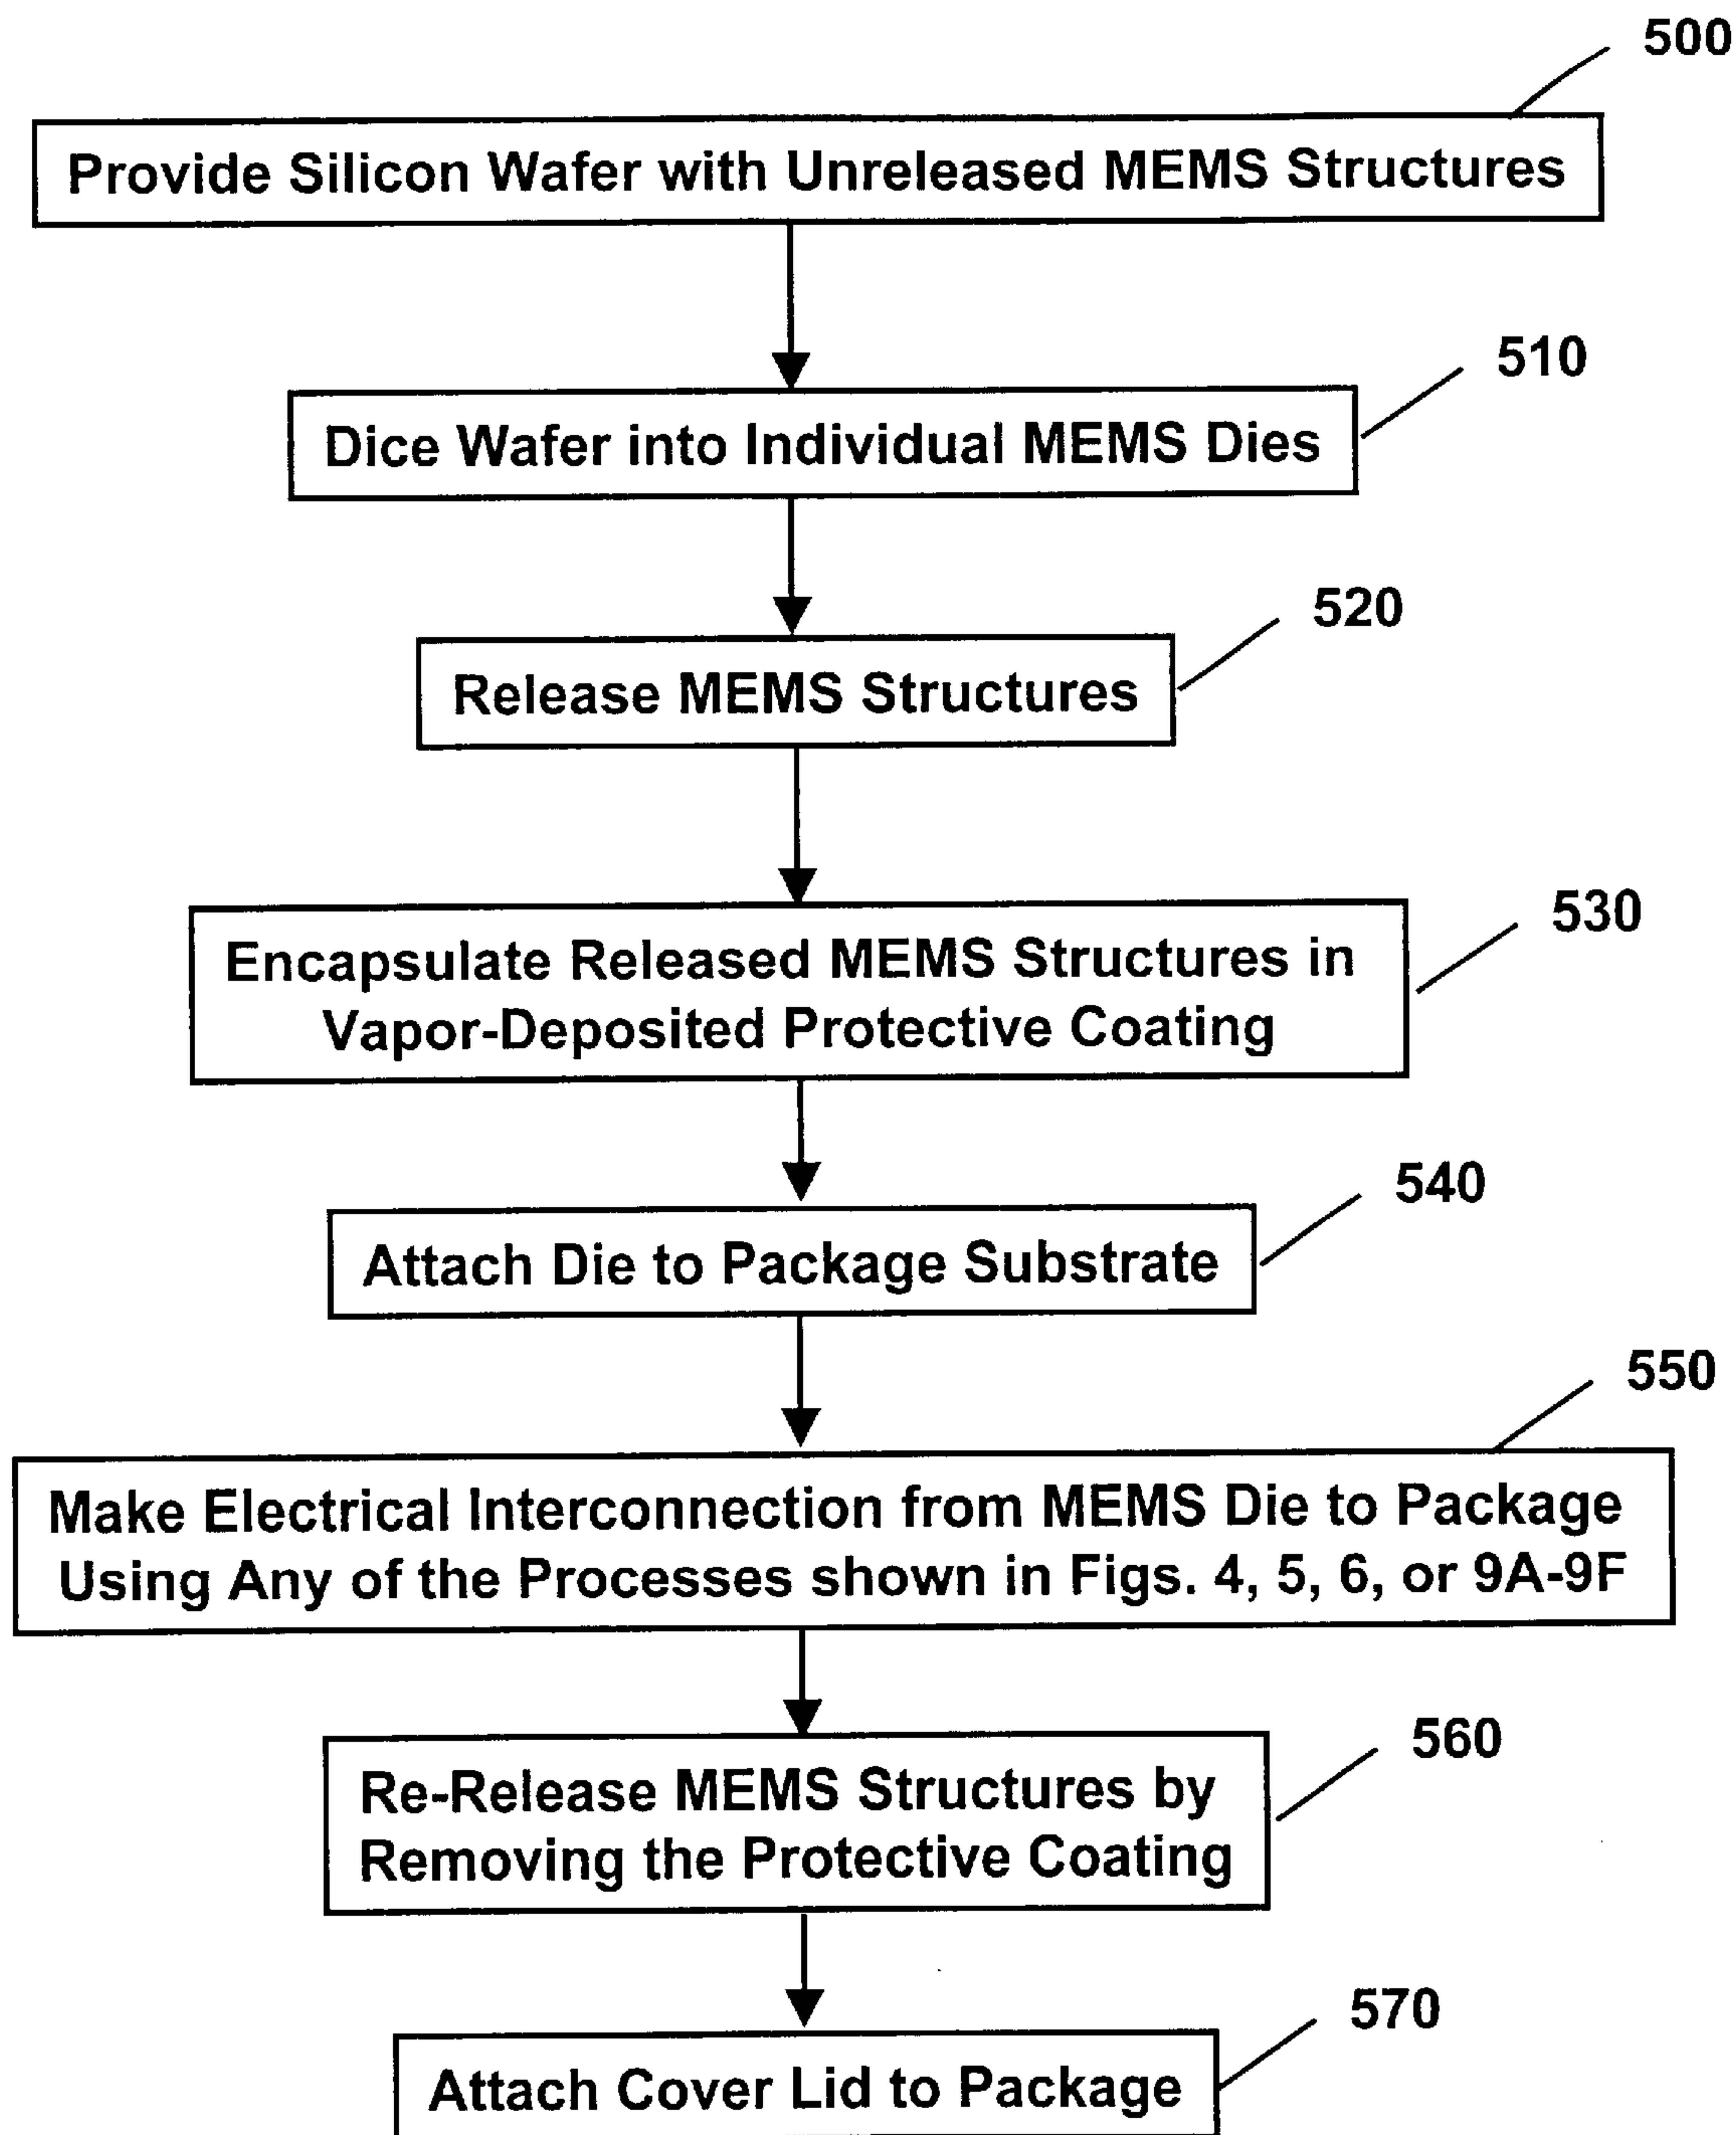 500
Provide Silicon Wafer with Unreleased MEMS Structures
510
Dice Wafer into Individual MEMS Dies
520
Release MEMS Structures
530
Encapsulate Released MEMS Structures in
Vapor-Deposited Protective Coating
540
Attach Die to Package Substrate
550
Make Electrical Interconnection from MEMS Die to Package
Using Any of the Processes shown in Figs. 4, 5, 6, or 9A-9F
560
Re-Release MEMS Structures by
Removing the Protective Coating
570
Attach Cover Lid to Package